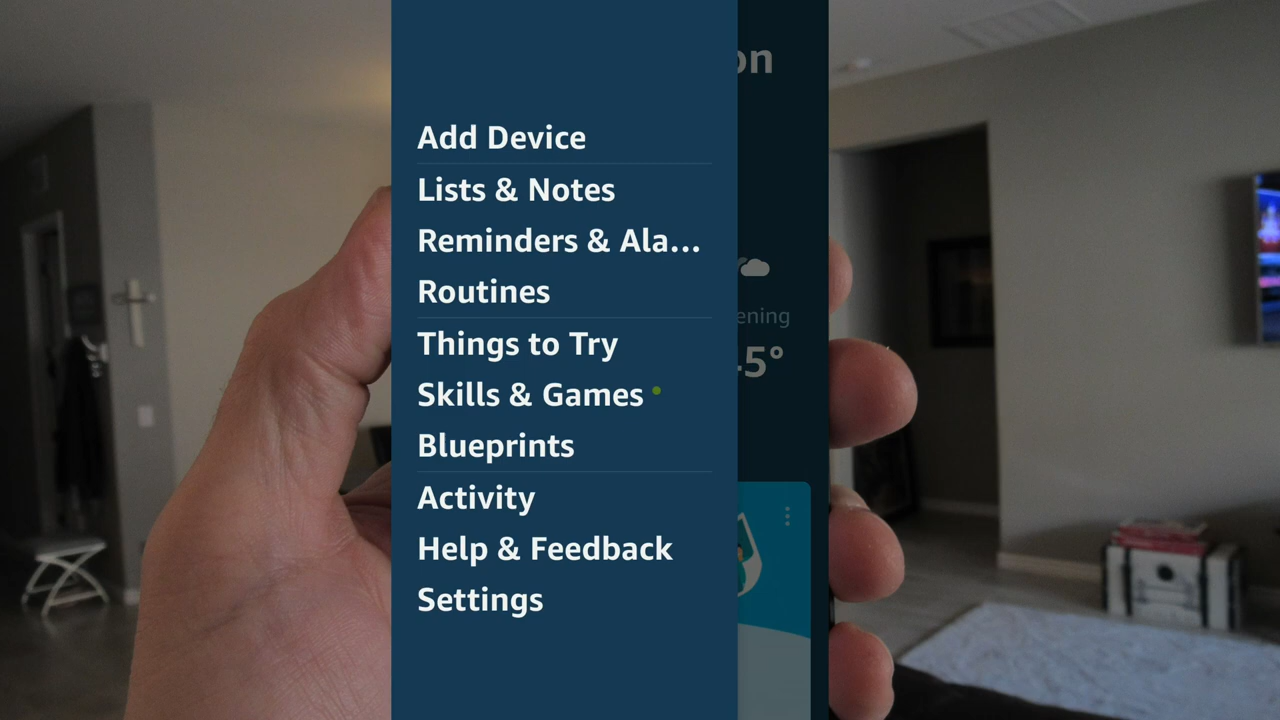 Add Device
Lists & Notes
Reminders & Ala...
Routines
Things to Try
Skills & Games
Blueprints
Activity
Help & Feedback
Settings
on
ening
5°